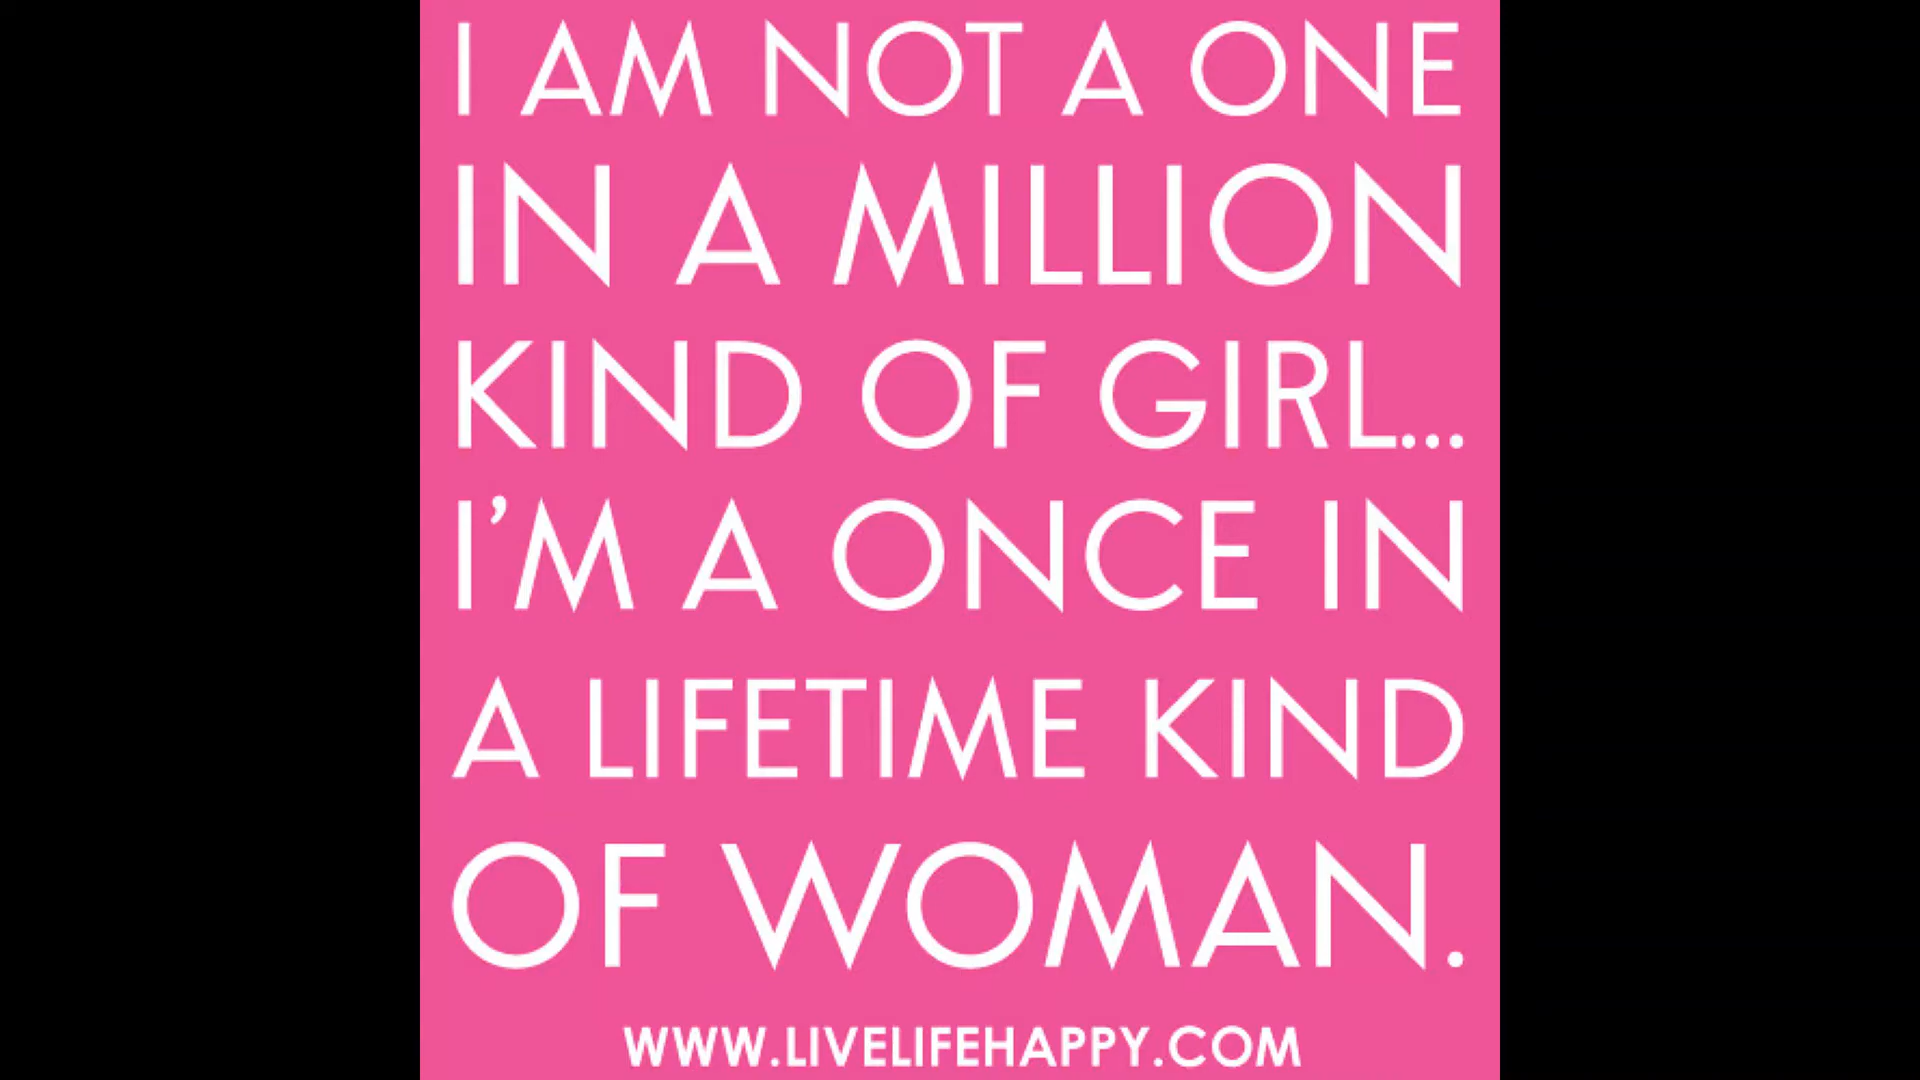 I AM NOT A ONE
IN A MILLION
KIND OF GIRL...
I'M A ONCE IN
A LIFETIME KIND
OF WOMAN.
WWW.LIVELIFEHAPPY.COM